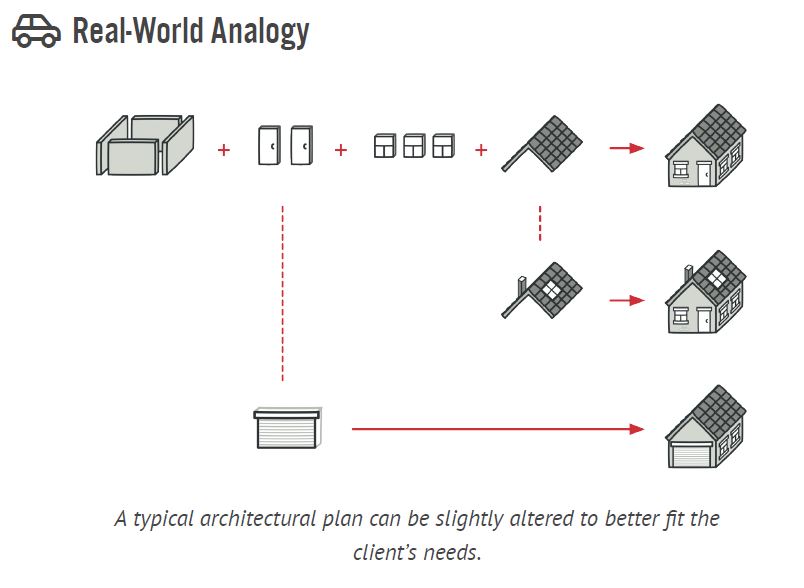 Real-World Analogy
+ + +
A typical architectural plan can be slightly altered to better fit the
client's needs.